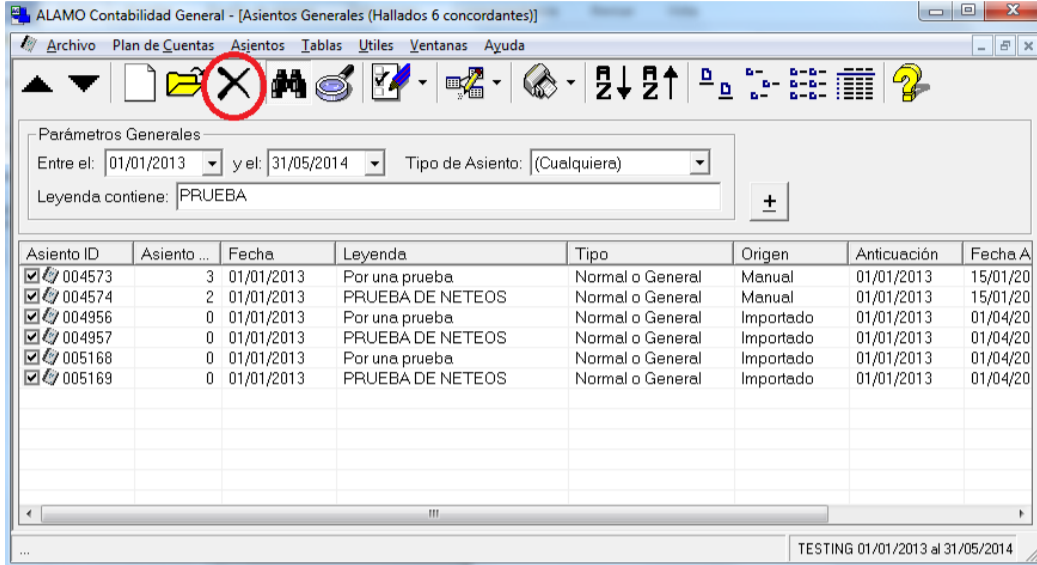 ALAMO Contabilidad General - [Asientos Generales (Hallados 6 concordantes)]
Archivo Plan de Cuentas Asientos Tablas Utiles Ventanas Ayuda
A Z A Z
Parámetros Generales
Entre el: 01/01/2013 y el: 31/05/2014 Tipo de Asiento: (Cualquiera)
Leyenda contiene: PRUEBA
±
Asiento ID Asiento ... Fecha Leyenda Tipo Origen Anticuación Fecha A
004573 3 01/01/2013 Por una prueba Normal o General Manual 01/01/2013 15/01/20
004574 2 01/01/2013 PRUEBA DE NETEOS Normal o General Manual 01/01/2013 15/01/20
004956 0 01/01/2013 Por una prueba Normal o General Importado 01/01/2013 01/04/20
004957 0 01/01/2013 PRUEBA DE NETEOS Normal o General Importado 01/01/2013 01/04/20
005168 0 01/01/2013 Por una prueba Normal o General Importado 01/01/2013 01/04/20
005169 0 01/01/2013 PRUEBA DE NETEOS Normal o General Importado 01/01/2013 01/04/20
... TESTING 01/01/2013 al 31/05/2014